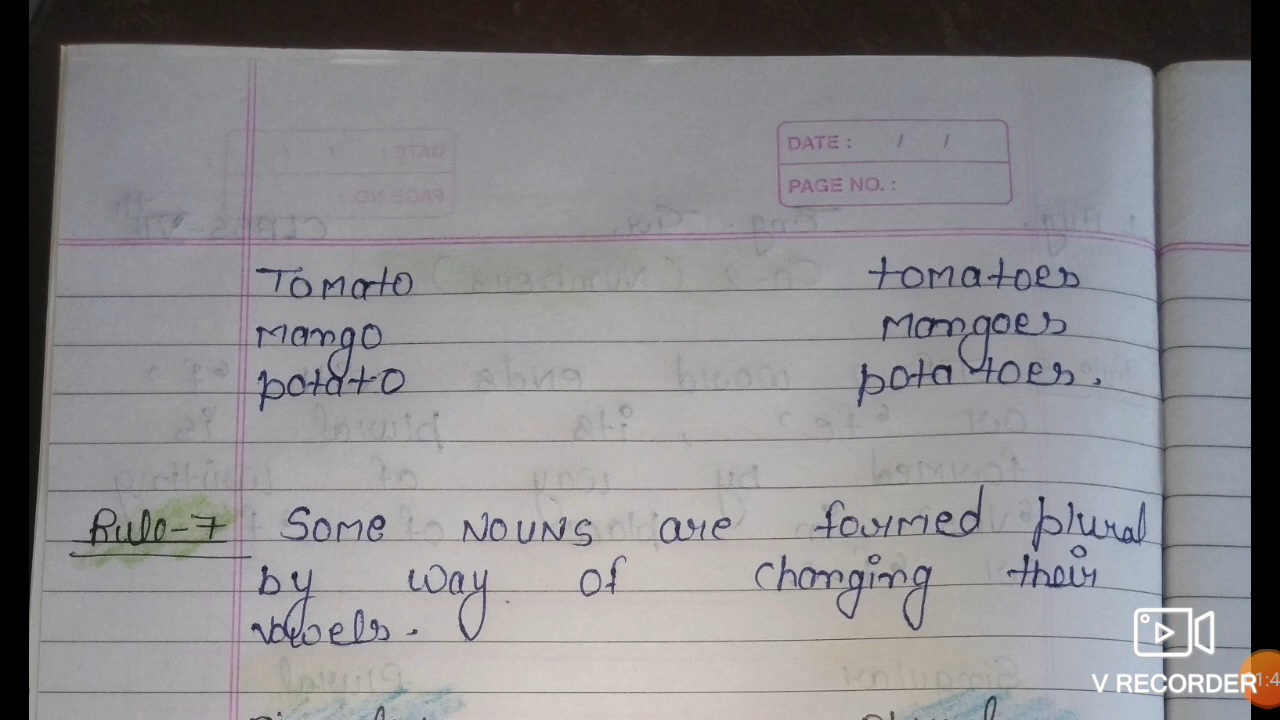 DATE : / /
PAGE NO. :
Tomato tomatoes
Mango Mangoes
potato potatoes.
Rule-7 Some Nouns are formed plural
by way of changing their
vowels.
V RECORDER